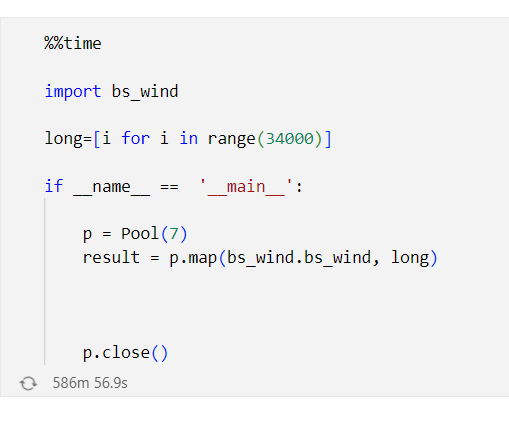 %%time
import bs_wind
long=[i for i in range(34000)]
if __name__ == '__main__':
p = Pool(7)
result = p.map(bs_wind.bs_wind, long)
p.close()
586m 56.9s